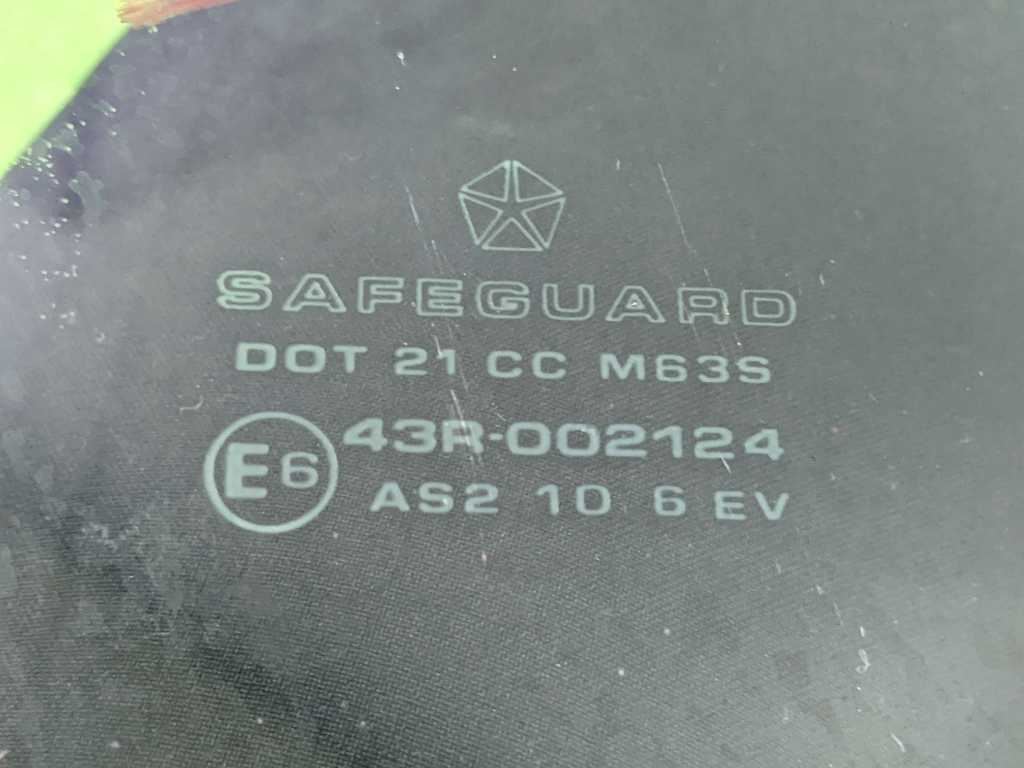 SAFEGUARD
DOT 21 CC M63S
E6 43R-002124
AS2 10 6 EV